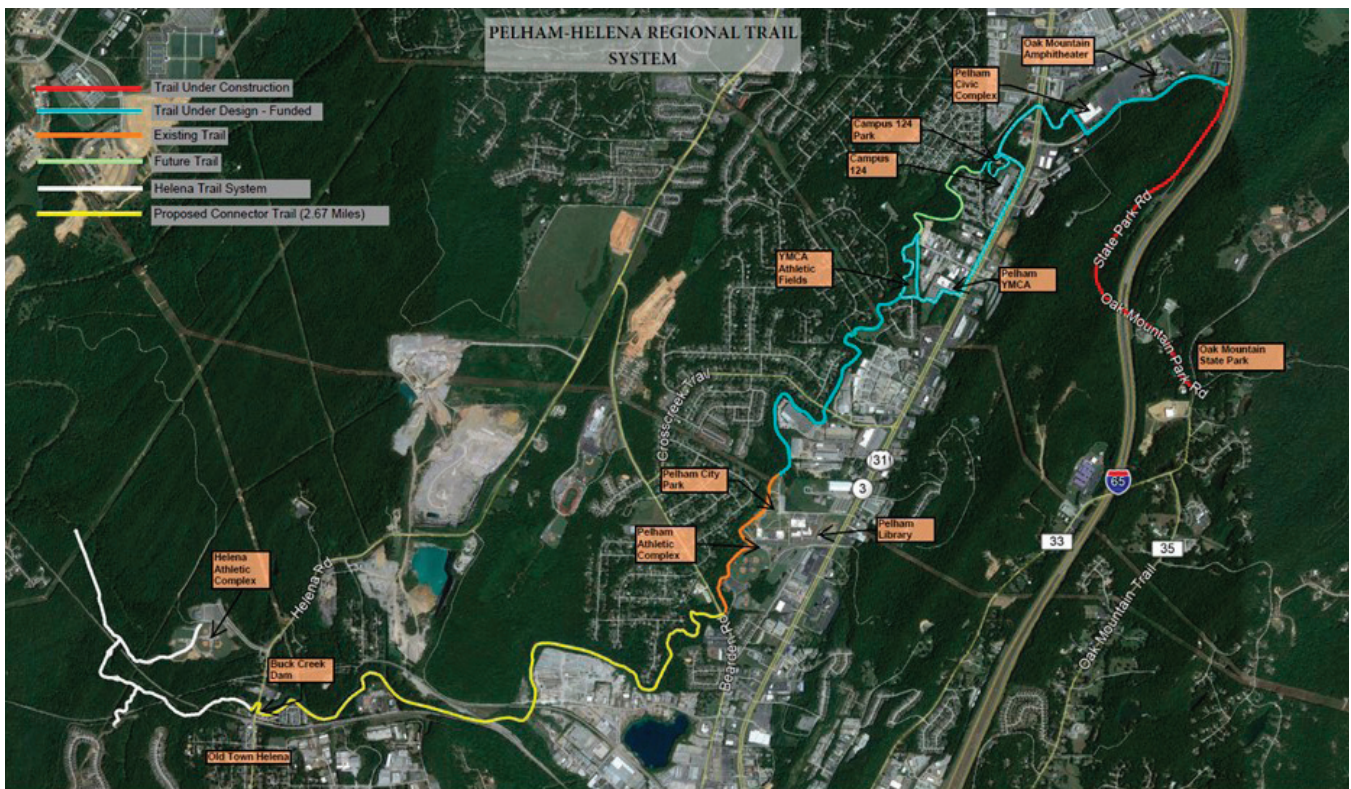 PELHAM-HELENA REGIONAL TRAIL
SYSTEM
Trail Under Construction
Trail Under Design - Funded
Existing Trail
Future Trail
Helena Trail System
Proposed Connector Trail (2.67 Miles)
Oak Mountain
Amphitheater
Pelham
Civic
Complex
Campus 124
Park
Campus
124
YMCA
Athletic
Fields
Pelham
YMCA
State Park Rd
Oak Mountain Park Rd
Oak Mountain
State Park
Crosscreek Trail
31
3
65
33
35
Pelham City
Park
Pelham
Athletic
Complex
Pelham
Library
Oak-Mountain-Trail
Helena
Athletic
Complex
Helena Rd
Bearden Rd
Buck Creek
Dam
Old Town Helena